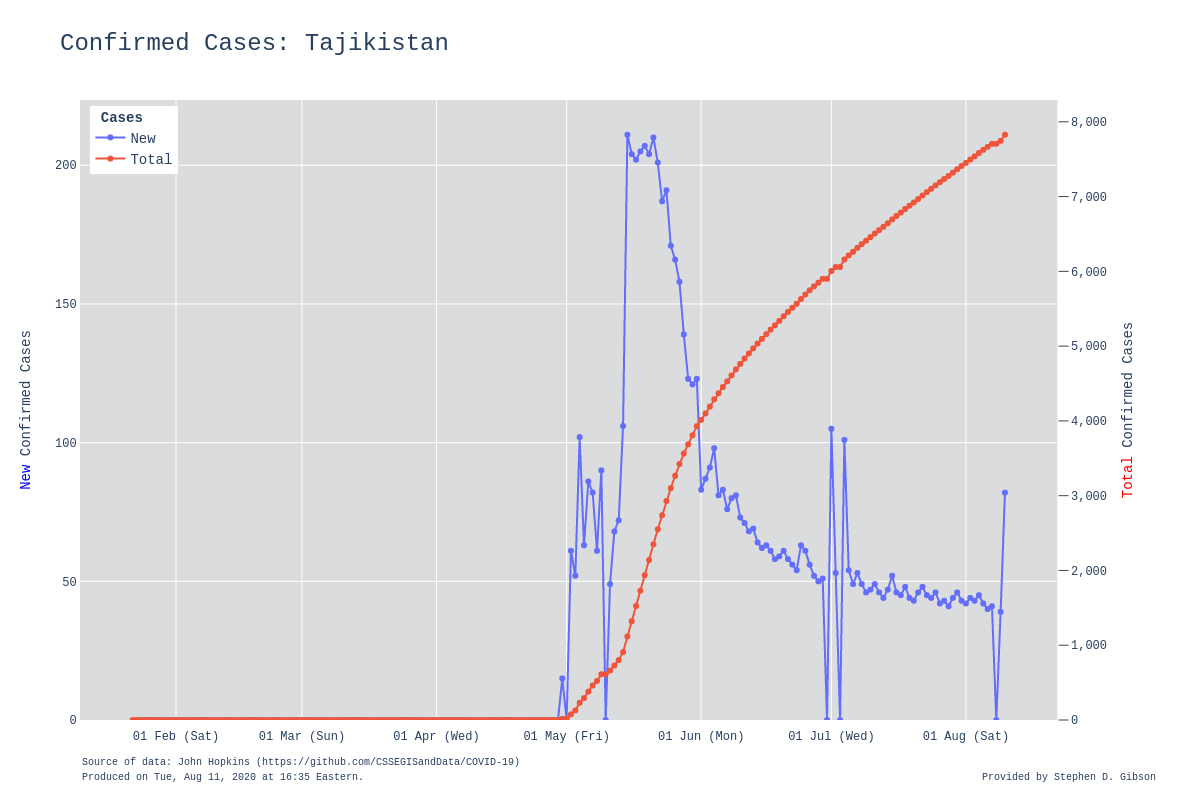 Confirmed Cases: Tajikistan
Cases
New
Total
200
150
100
50
0
8,000
7,000
6,000
5,000
4,000
3,000
2,000
1,000
0
New Confirmed Cases
Total Confirmed Cases
01 Feb (Sat) 01 Mar (Sun) 01 Apr (Wed) 01 May (Fri) 01 Jun (Mon) 01 Jul (Wed) 01 Aug (Sat)
Source of data: John Hopkins (https://github.com/CSSEGISandData/COVID-19)
Produced on Tue, Aug 11, 2020 at 16:35 Eastern.
Provided by Stephen D. Gibson